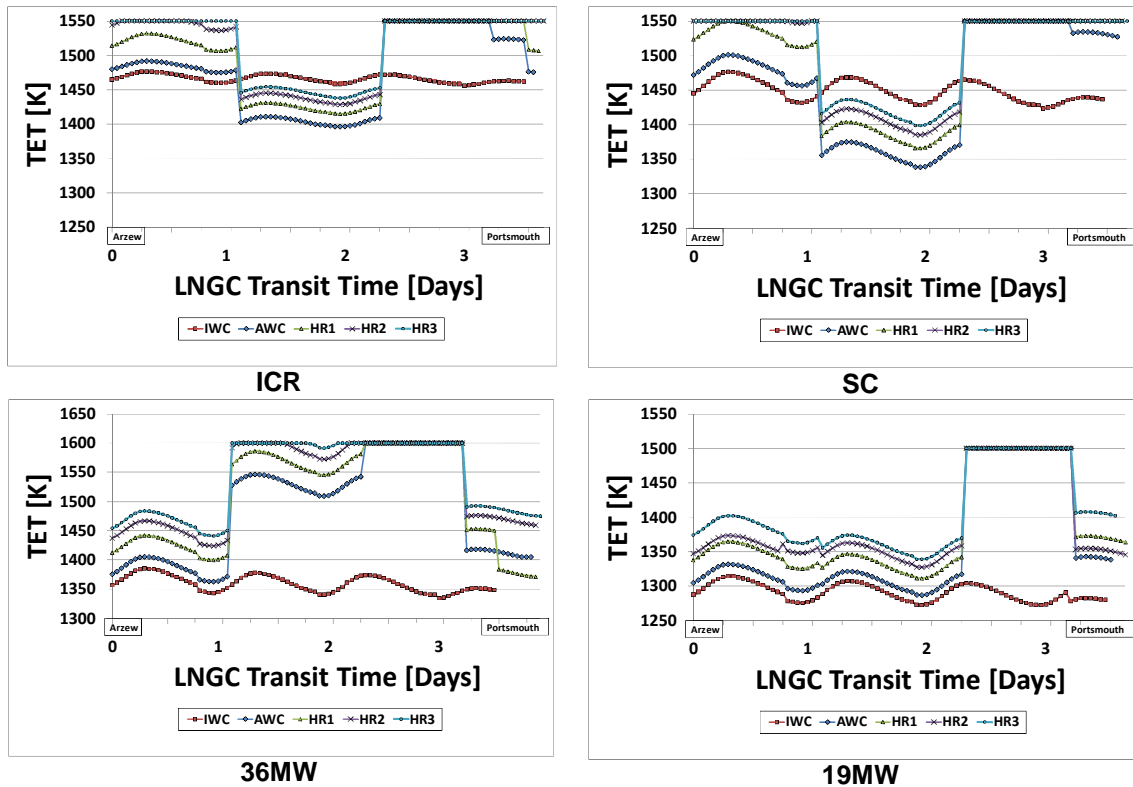 1550
1500
1450
1400
1350
1300
1250
TET [K]
Arzew
Portsmouth
0 1 2 3
LNGC Transit Time [Days]
IWC AWC HR1 HR2 HR3
ICR
1550
1500
1450
1400
1350
1300
1250
TET [K]
Arzew
Portsmouth
0 1 2 3
LNGC Transit Time [Days]
IWC AWC HR1 HR2 HR3
SC
1650
1600
1550
1500
1450
1400
1350
1300
TET [K]
Arzew
Portsmouth
0 1 2 3
LNGC Transit Time [Days]
IWC AWC HR1 HR2 HR3
36MW
1550
1500
1450
1400
1350
1300
1250
TET [K]
Arzew
Portsmouth
0 1 2 3
LNGC Transit Time [Days]
IWC AWC HR1 HR2 HR3
19MW